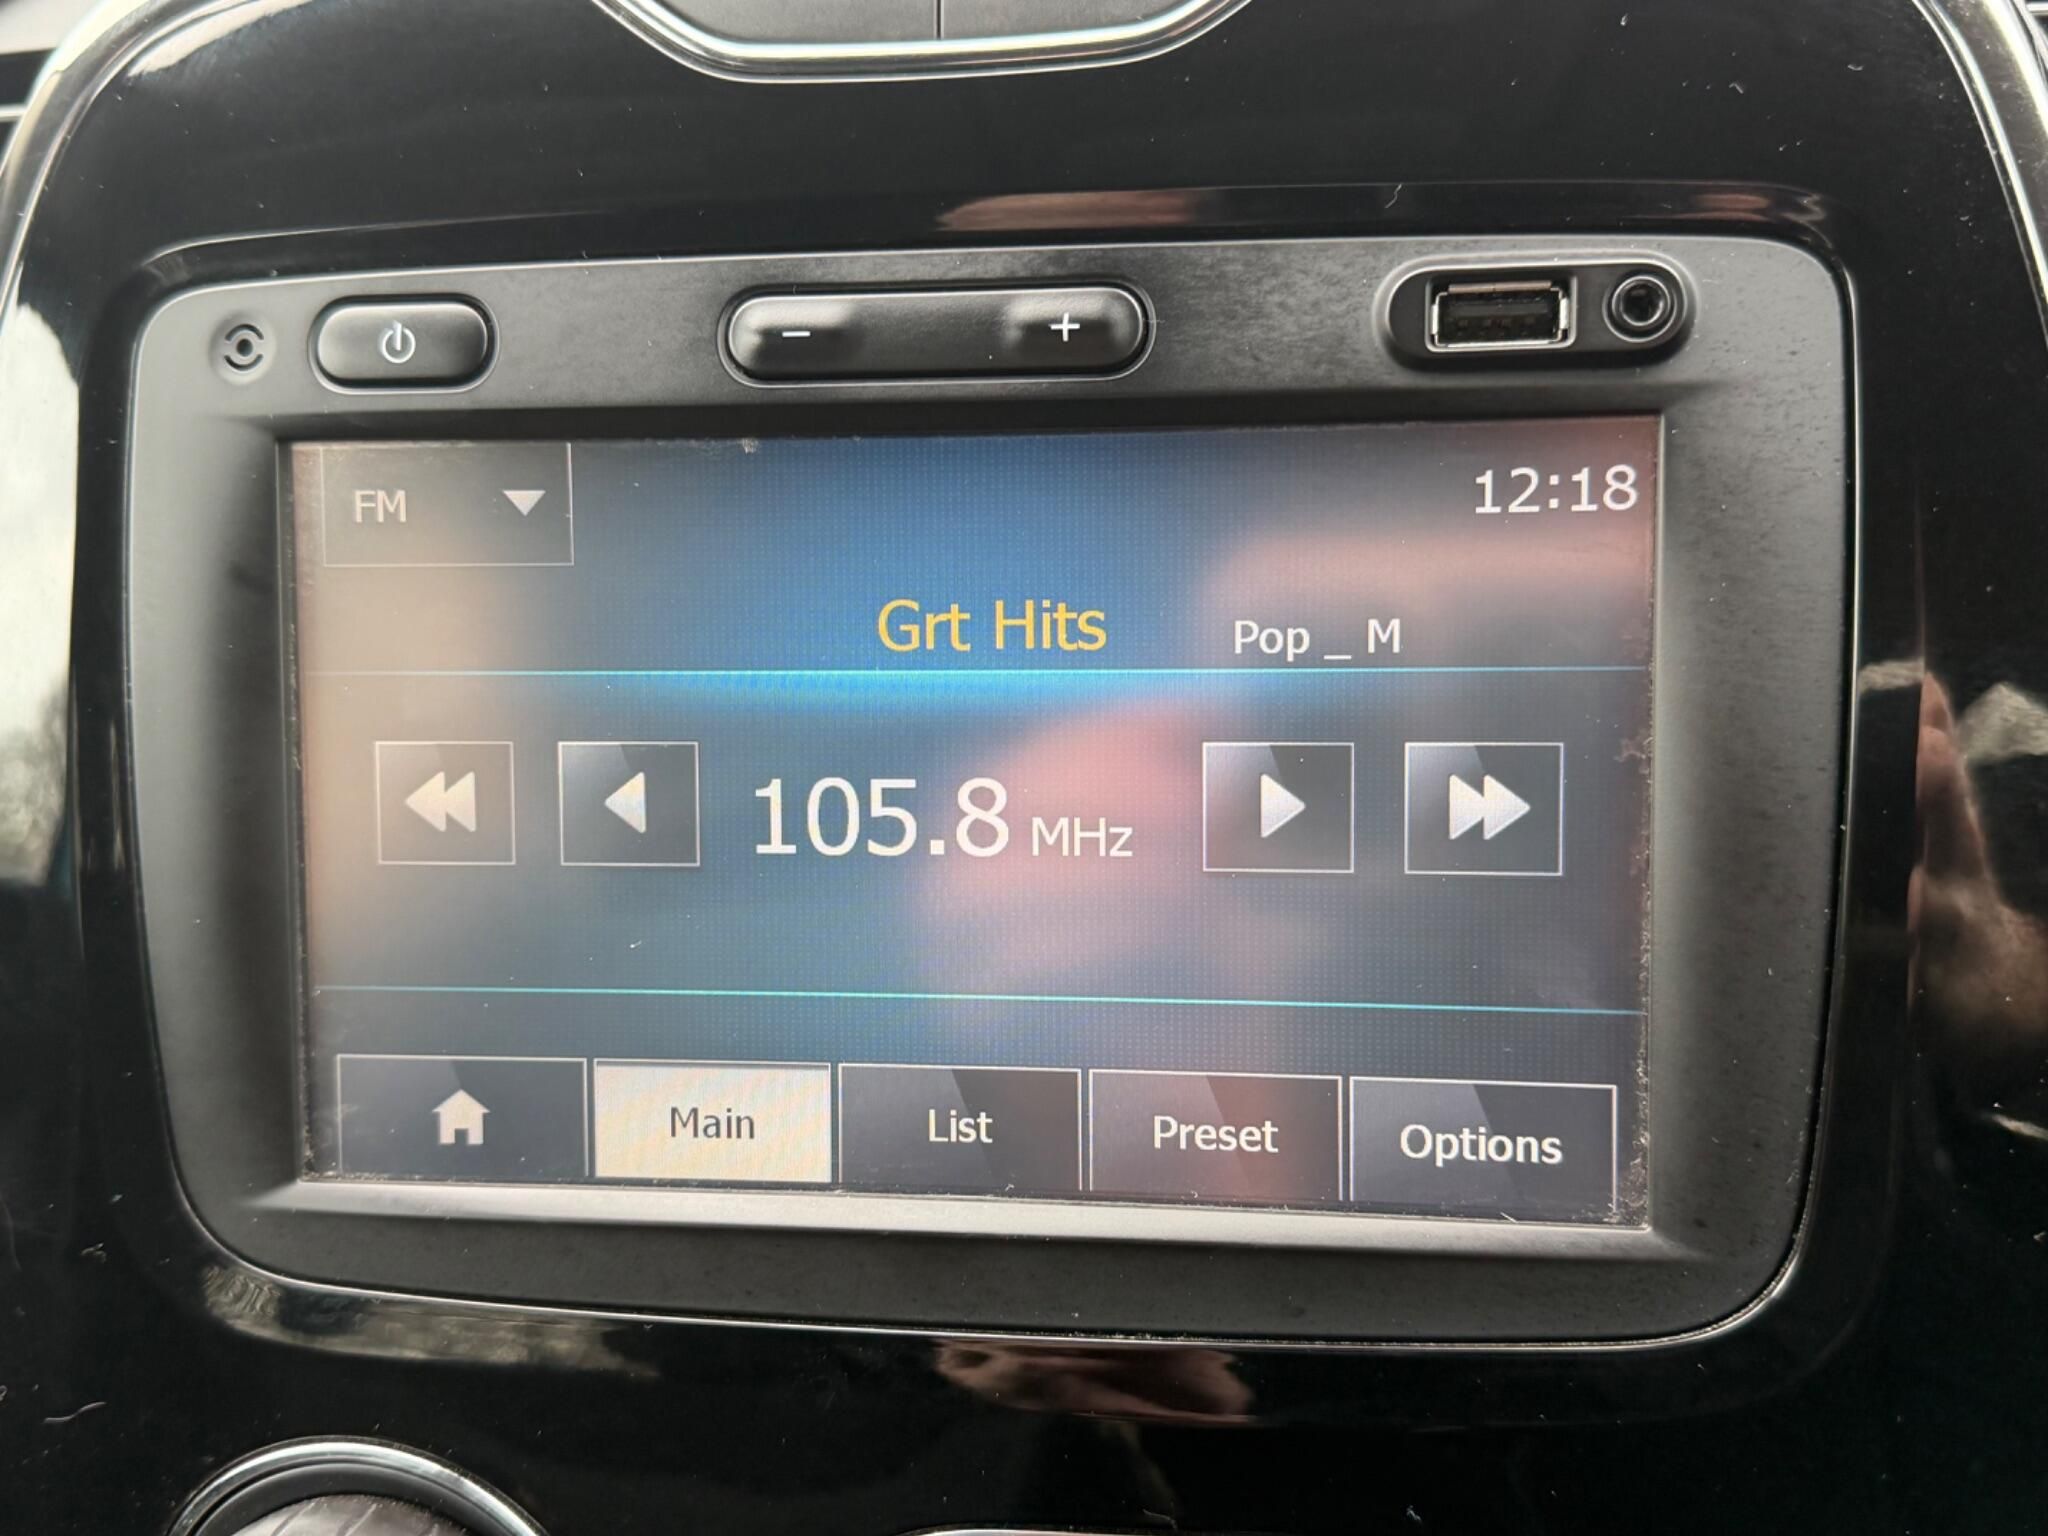 FM
12:18
Grt Hits
Pop _ M
105.8 MHz
Main
List
Preset
Options